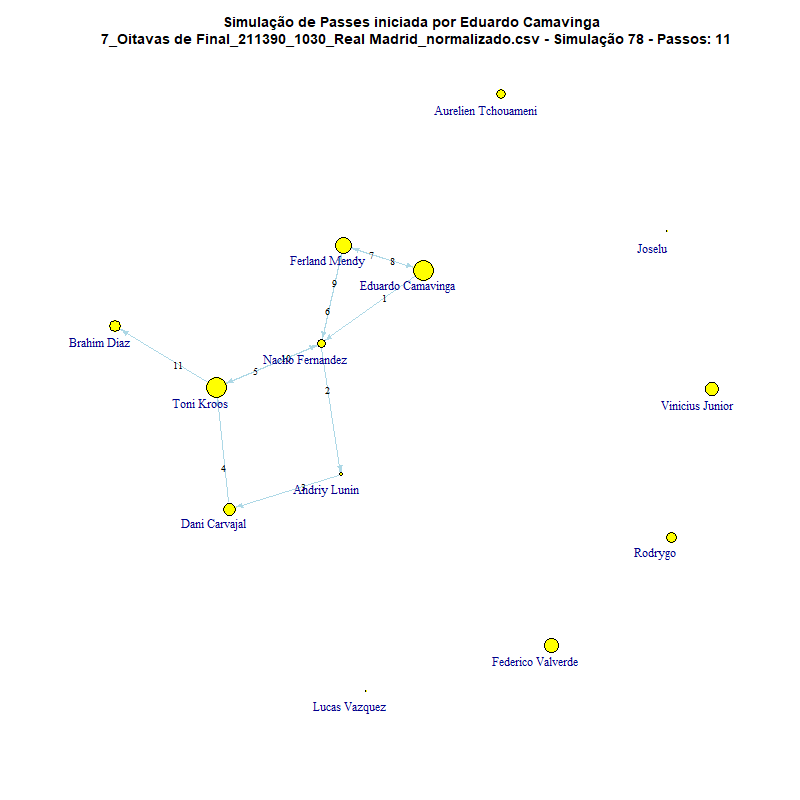 Simulação de Passes iniciada por Eduardo Camavinga
7_Oitavas de Final_211390_1030_Real Madrid_normalizado.csv - Simulação 78 - Passos: 11
Aurelien Tchouameni
Joselu
Ferland Mendy
7
8
Eduardo Camavinga
9
1
6
Brahim Diaz
Nacho Fernandez
10
11
5
2
Vinicius Junior
Toni Kroos
4
Andriy Lunin
3
Dani Carvajal
Rodrygo
Federico Valverde
Lucas Vazquez